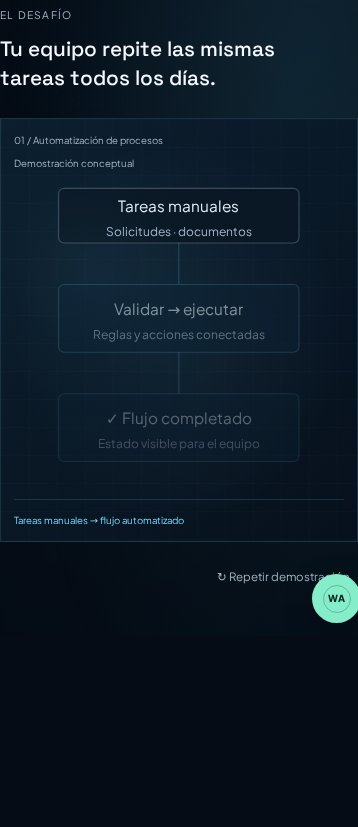 EL DESAFÍO
Tu equipo repite las mismas
tareas todos los días.
01 / Automatización de procesos
Demostración conceptual
Tareas manuales
Solicitudes · documentos
Validar → ejecutar
Reglas y acciones conectadas
✓ Flujo completado
Estado visible para el equipo
Tareas manuales → flujo automatizado
↻ Repetir demostración
WA